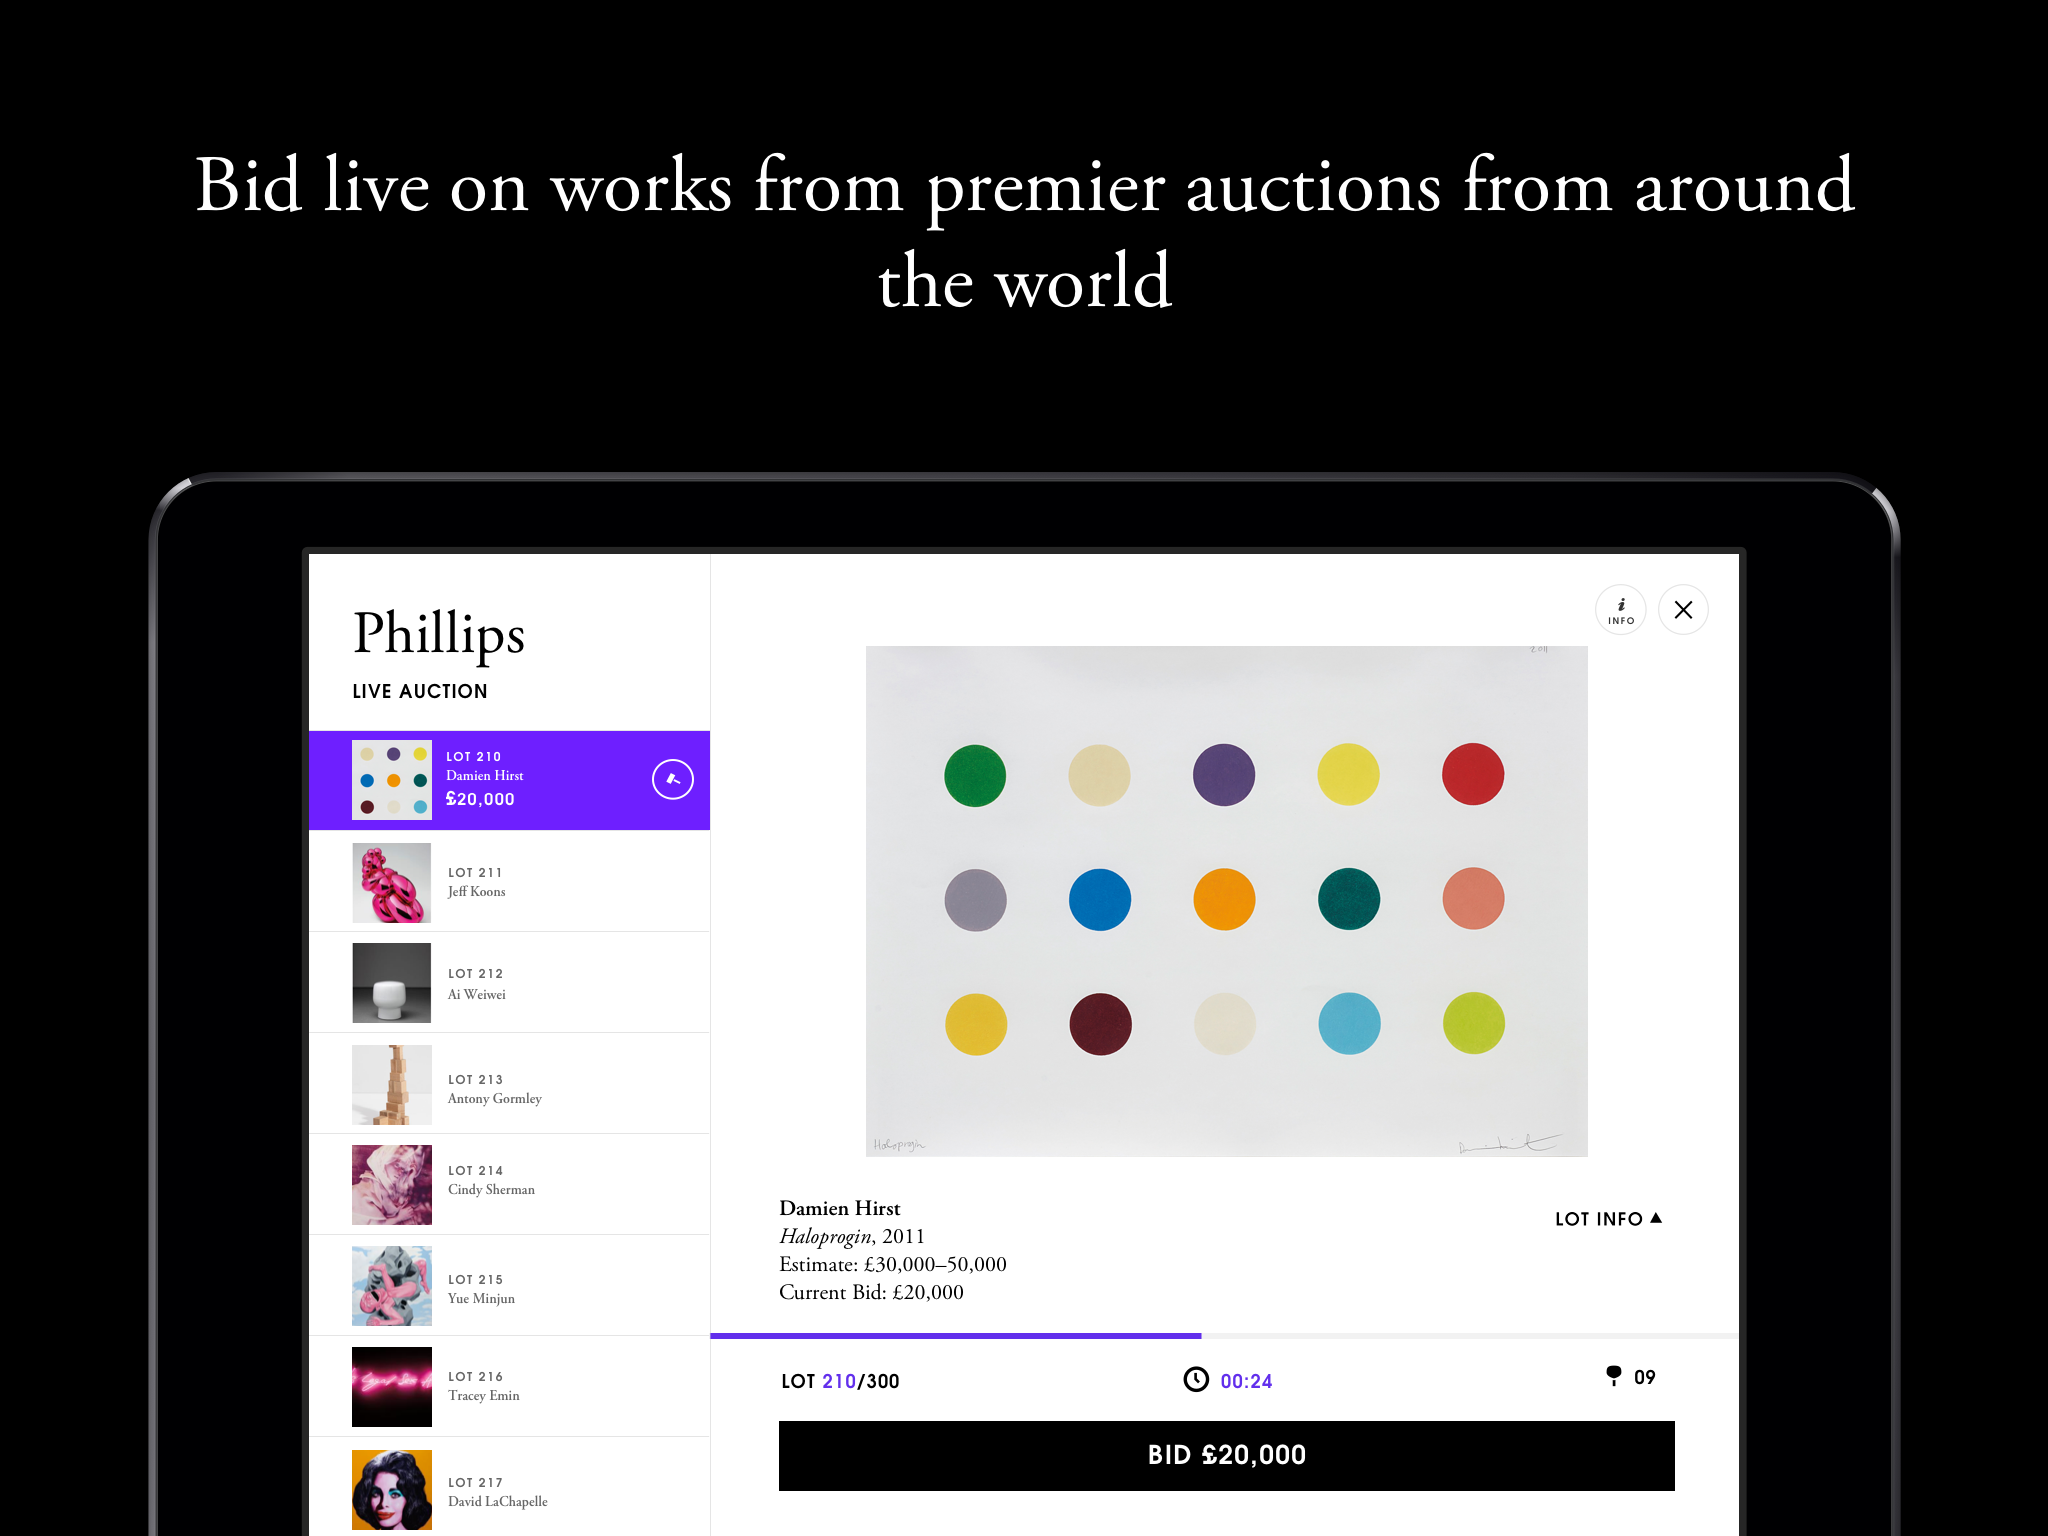 Bid live on works from premier auctions from around
the world
Phillips
LIVE AUCTION
LOT 210
Damien Hirst
£20,000
LOT 211
Jeff Koons
LOT 212
Ai Weiwei
LOT 213
Antony Gormley
LOT 214
Cindy Sherman
LOT 215
Yue Minjun
LOT 216
Tracey Emin
LOT 217
David LaChapelle
i
INFO
2011
Haloprogin
Damien Hirst
Haloprogin, 2011
Estimate: £30,000–50,000
Current Bid: £20,000
LOT INFO
LOT 210/300
00:24
09
BID £20,000